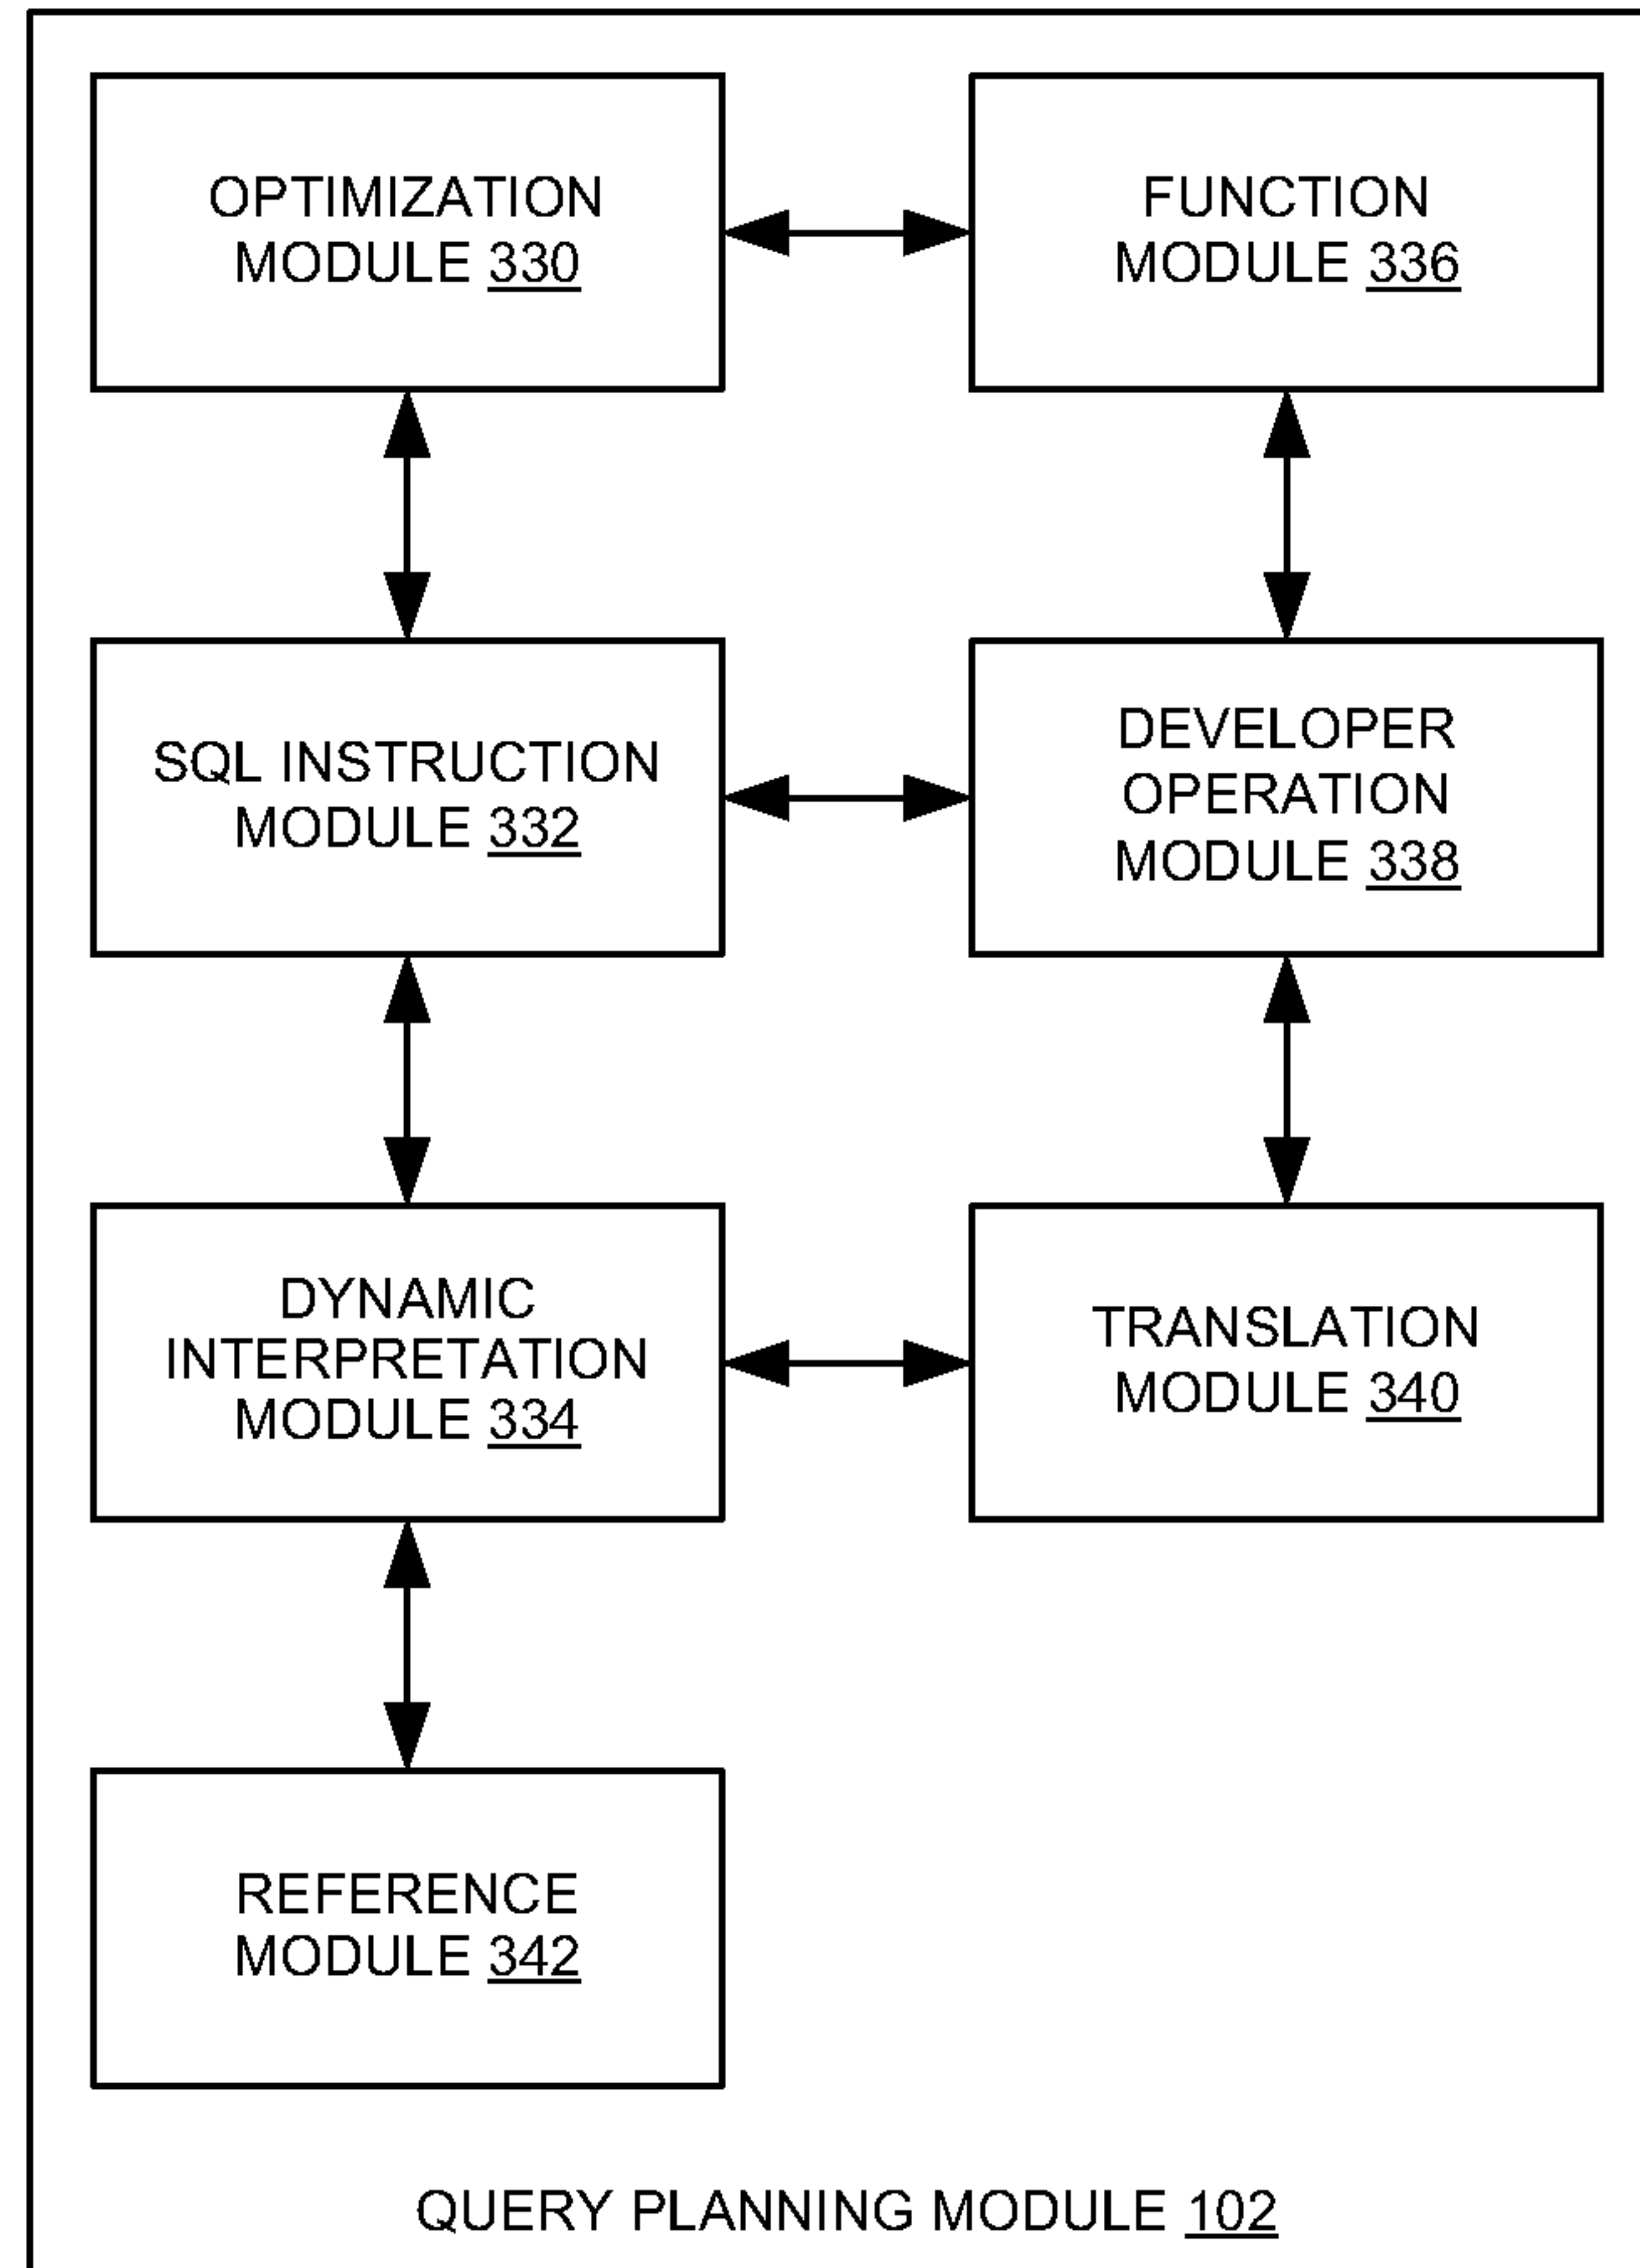 OPTIMIZATION
MODULE 330
FUNCTION
MODULE 336
SQL INSTRUCTION
MODULE 332
DEVELOPER
OPERATION
MODULE 338
DYNAMIC
INTERPRETATION
MODULE 334
TRANSLATION
MODULE 340
REFERENCE
MODULE 342
QUERY PLANNING MODULE 102